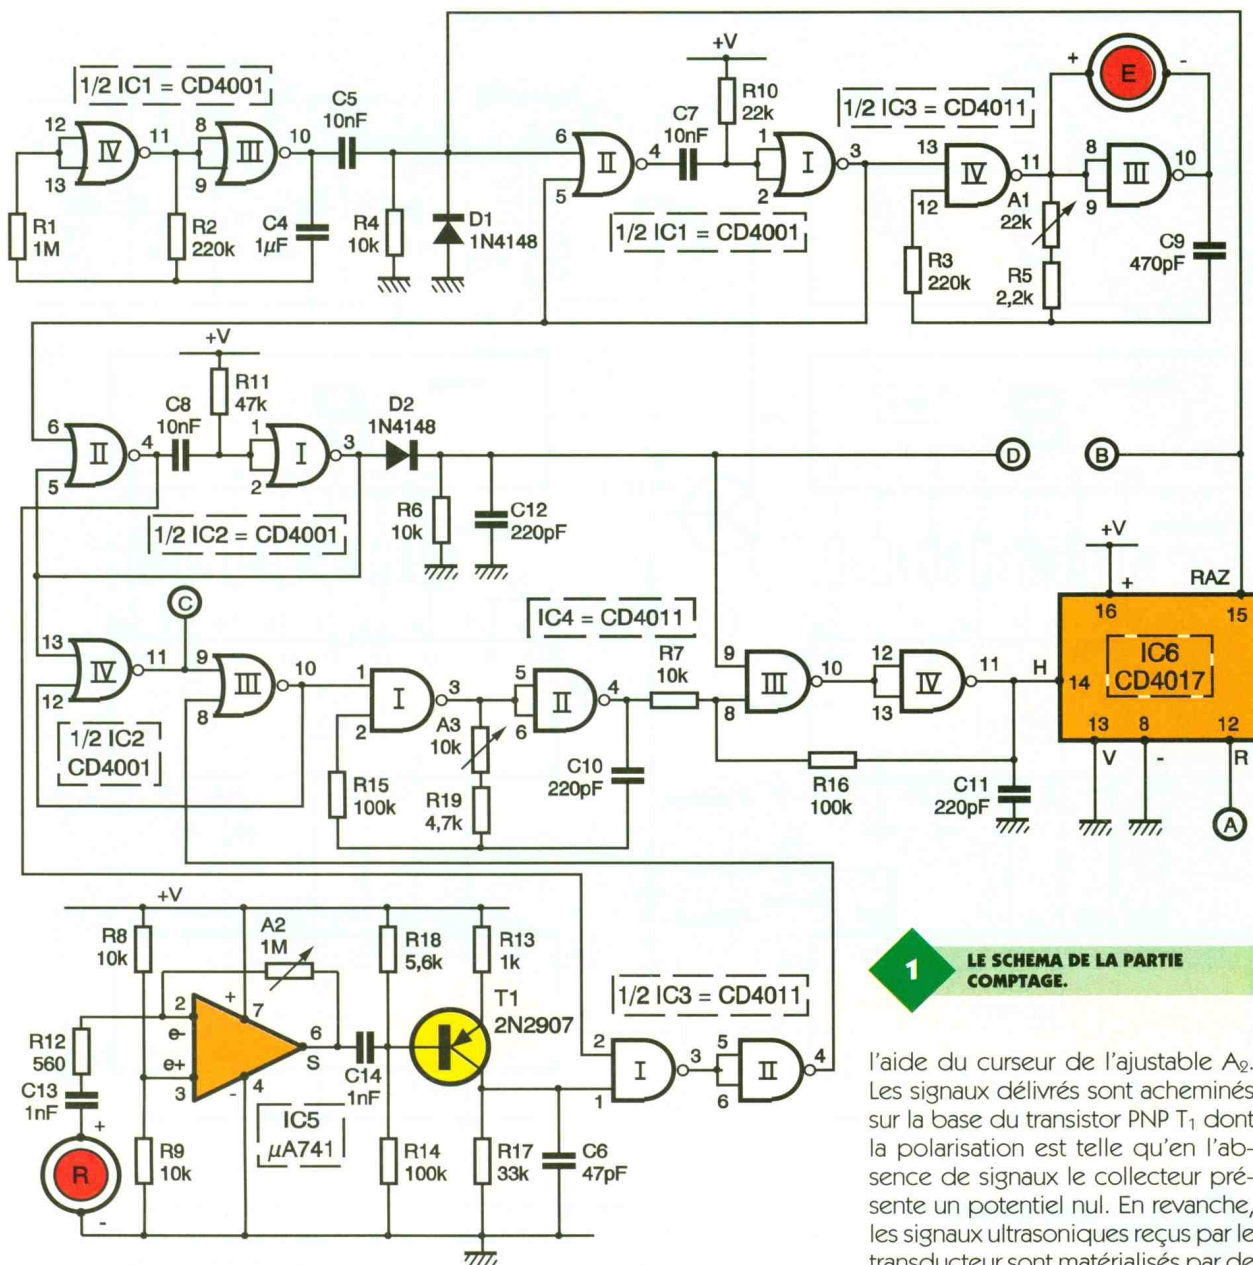 1/2 IC1 = CD4001
12
13
IV
11
8
9
III
10
C5
10nF
R1
1M
R2
220k
C4
1µF
R4
10k
D1
1N4148
6
5
II
4
C7
10nF
+V
R10
22k
1
2
I
3
1/2 IC1 = CD4001
1/2 IC3 = CD4011
13
12
IV
11
+
E
-
8
9
III
10
A1
22k
R3
220k
R5
2,2k
C9
470pF
+V
6
5
II
4
C8
10nF
R11
47k
1
2
I
3
D2
1N4148
1/2 IC2 = CD4001
R6
10k
C12
220pF
D
B
13
12
IV
11
C
1/2 IC2
CD4001
9
8
III
10
IC4 = CD4011
1
2
I
3
A3
10k
R15
100k
R19
4,7k
5
6
II
4
C10
220pF
R7
10k
9
8
III
10
12
13
IV
11
R16
100k
C11
220pF
H
+V
+
RAZ
16
15
IC6
CD4017
14
13
8
12
V
-
R
A
+V
R8
10k
A2
1M
R18
5,6k
R13
1k
T1
2N2907
R12
560
C13
1nF
+
R
-
2
e-
e+
3
+
7
6
S
-
4
IC5
µA741
C14
1nF
R9
10k
R14
100k
R17
33k
C6
47pF
1/2 IC3 = CD4011
2
1
I
3
5
6
II
4
1
LE SCHEMA DE LA PARTIE
COMPTAGE.
l'aide du curseur de l'ajustable A₂.
Les signaux délivrés sont acheminés
sur la base du transistor PNP T₁ dont
la polarisation est telle qu'en l'ab-
sence de signaux le collecteur pré-
sente un potentiel nul. En revanche,
les signaux ultrasoniques reçus par le
transducteur sont matérialisés par de